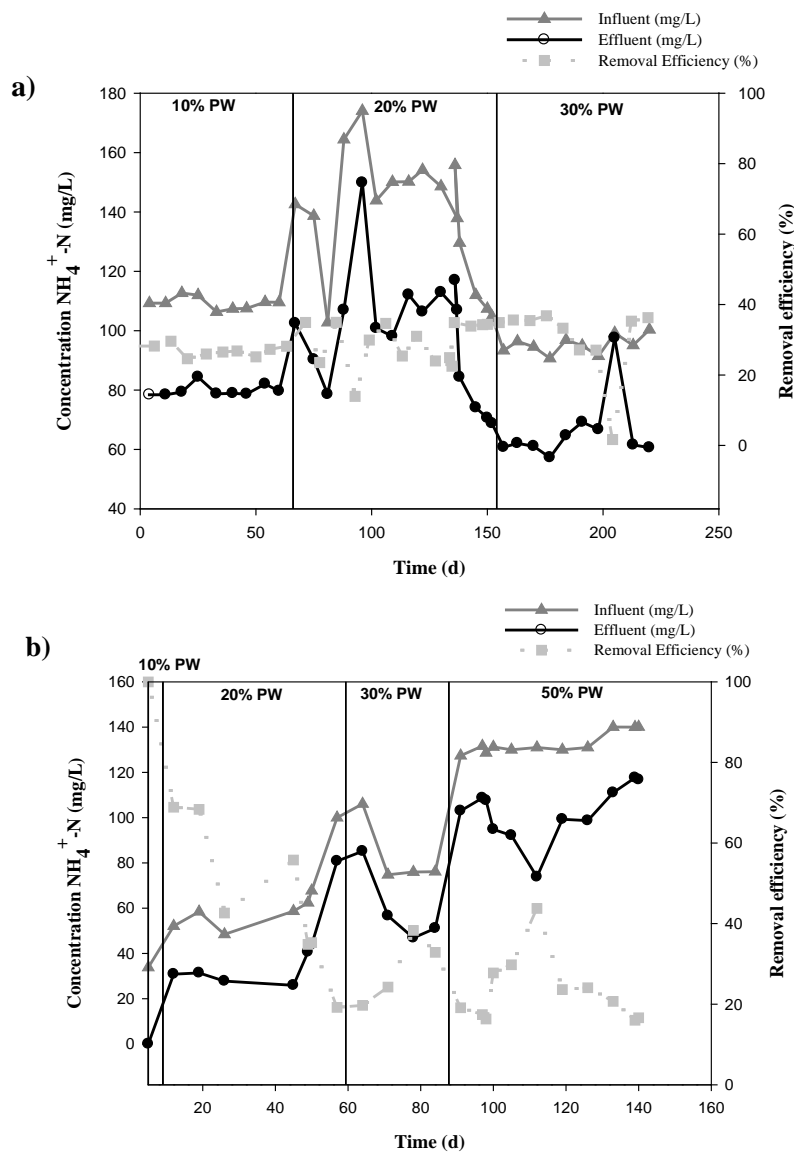 Influent (mg/L)
Effluent (mg/L)
Removal Efficiency (%)
a)
10% PW
20% PW
30% PW
180
160
140
120
100
80
60
40
100
80
60
40
20
0
0
50
100
150
200
250
Concentration NH4+-N (mg/L)
Removal efficiency (%)
Time (d)
Influent (mg/L)
Effluent (mg/L)
Removal Efficiency (%)
b)
10% PW
20% PW
30% PW
50% PW
160
140
120
100
80
60
40
20
0
100
80
60
40
20
0
20
40
60
80
100
120
140
160
Concentration NH4+-N (mg/L)
Removal efficiency (%)
Time (d)